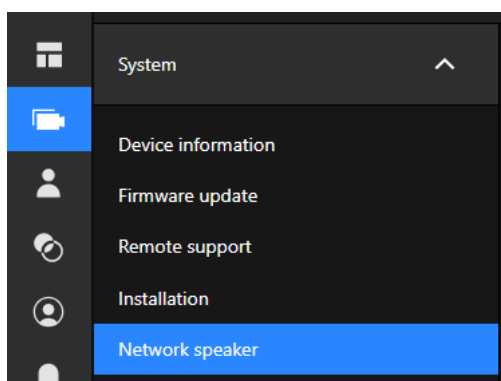 System
Device information
Firmware update
Remote support
Installation
Network speaker